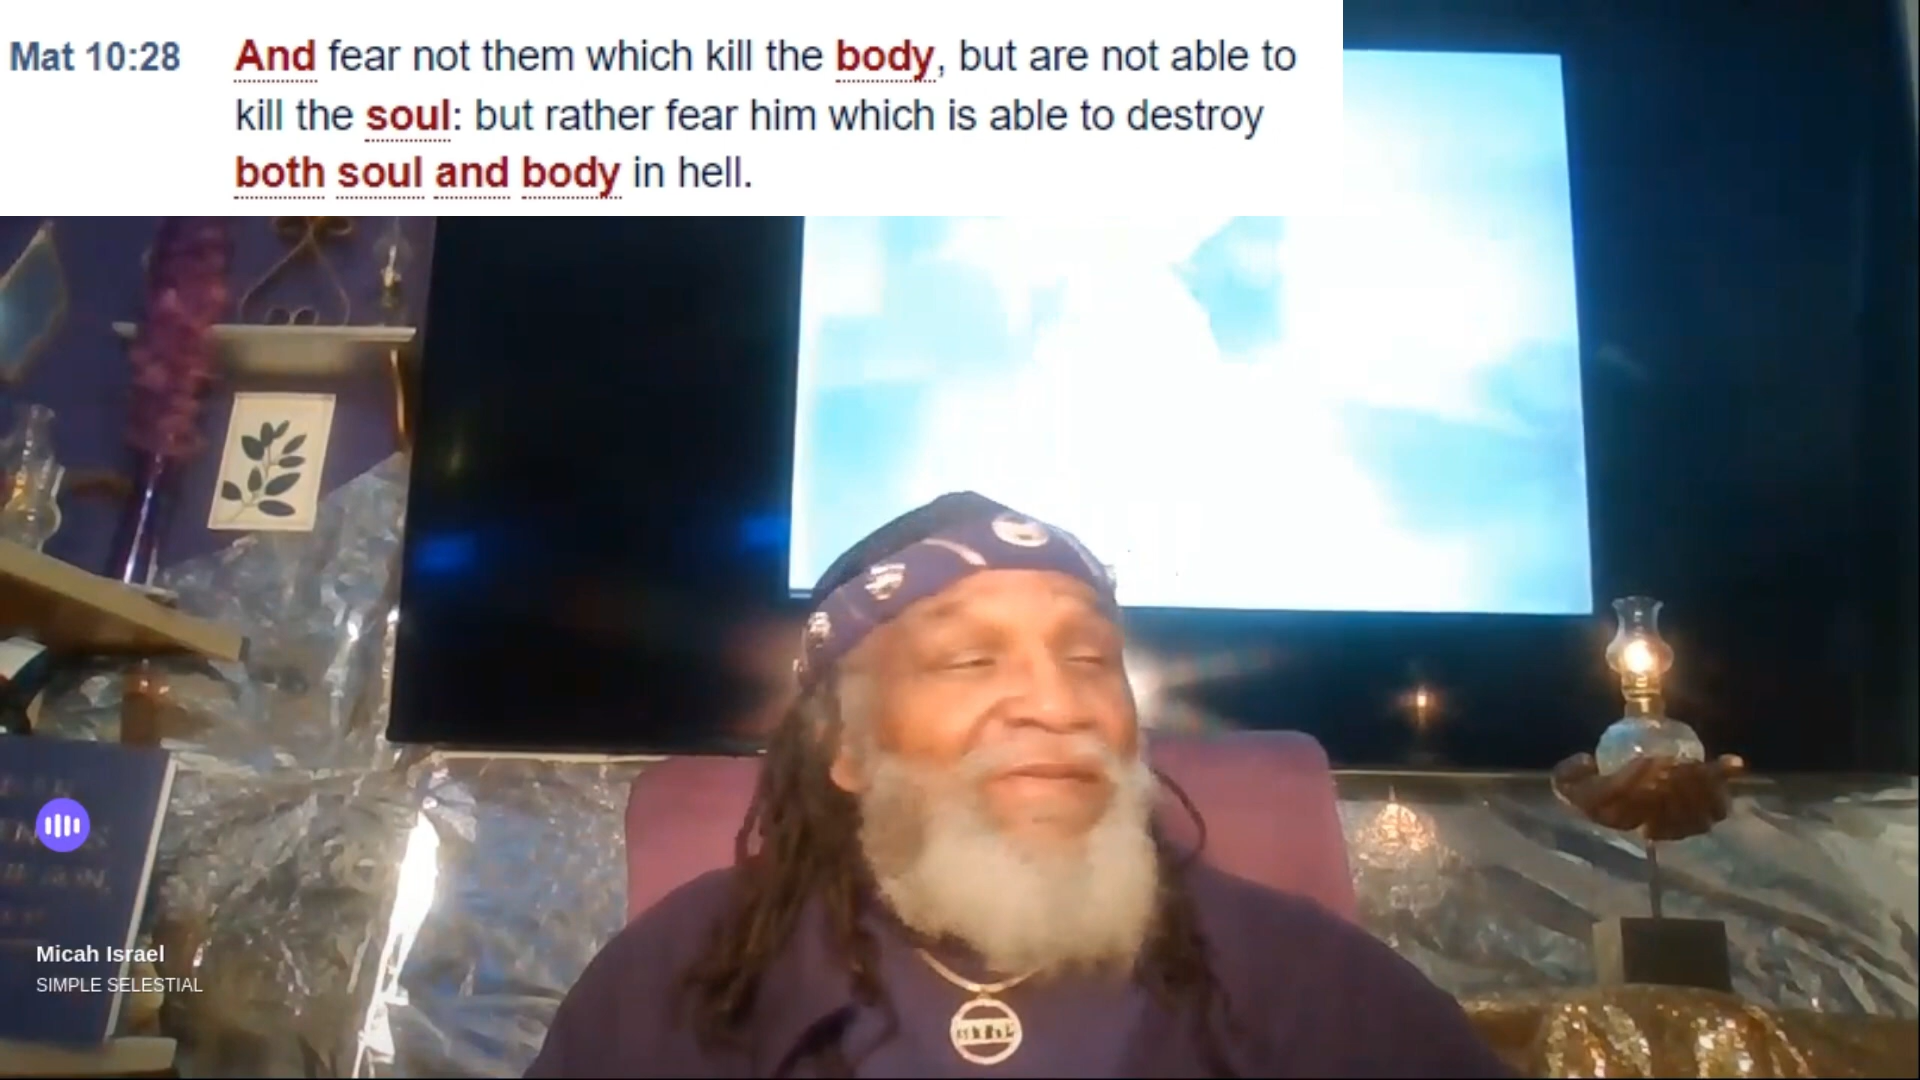 Mat 10:28 And fear not them which kill the body, but are not able to
kill the soul: but rather fear him which is able to destroy
both soul and body in hell.
Micah Israel
SIMPLE SELESTIAL